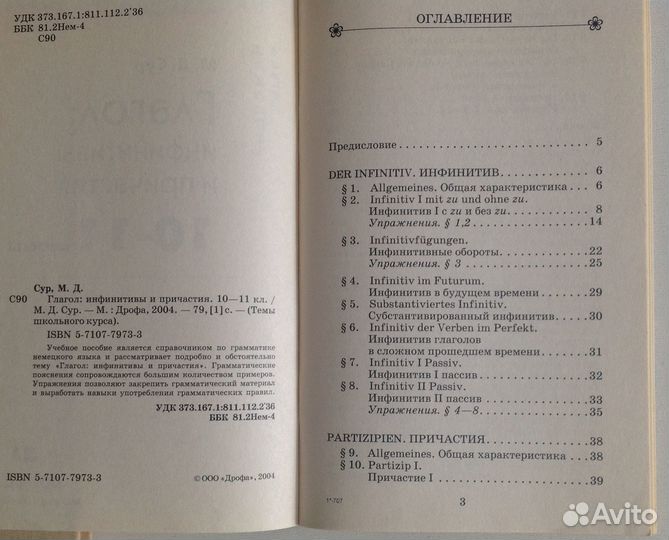 УДК 373.167.1:811.112.2'36
ББК 81.2Нем-4
С90
Сур, М. Д.
С90 Глагол: инфинитивы и причастия. 10—11 кл. /
М. Д. Сур. — М. : Дрофа, 2004. — 79, [1] с. — (Темы
школьного курса).
ISBN 5-7107-7973-3
Учебное пособие является справочником по грамматике
немецкого языка и рассматривает подробно и обстоятельно
тему «Глагол: инфинитивы и причастия». Грамматические
пояснения сопровождаются большим количеством примеров.
Упражнения позволяют закрепить грамматический материал
и выработать навыки употребления грамматических правил.
УДК 373.167.1:811.112.2'36
ББК 81.2Нем-4
ISBN 5-7107-7973-3
© ООО «Дрофа», 2004
ОГЛАВЛЕНИЕ
Предисловие . . . . . . . . . . . . . . . . . . . . . . 5
DER INFINITIV. ИНФИНИТИВ . . . . . . . . . . 6
§ 1. Allgemeines. Общая характеристика . . . 6
§ 2. Infinitiv I mit zu und ohne zu.
Инфинитив I с zu и без zu. . . . . . . . . . . 8
Упражнения. § 1,2 . . . . . . . . . . . . . 14
§ 3. Infinitivfügungen.
Инфинитивные обороты . . . . . . . . . . 22
Упражнения. § 3 . . . . . . . . . . . . . . 25
§ 4. Infinitiv im Futurum.
Инфинитив в будущем времени . . . . . 29
§ 5. Substantiviertes Infinitiv.
Субстантивированный инфинитив . . . 30
§ 6. Infinitiv der Verben im Perfekt.
Инфинитив глаголов
в сложном прошедшем времени . . . . . 31
§ 7. Infinitiv I Passiv.
Инфинитив I пассив . . . . . . . . . . . . 32
§ 8. Infinitiv II Passiv.
Инфинитив II пассив . . . . . . . . . . . 33
Упражнения. § 4—8 . . . . . . . . . . . . 35
PARTIZIPIEN. ПРИЧАСТИЯ . . . . . . . . . . . 38
§ 9. Allgemeines. Общая характеристика . . 38
§ 10. Partizip I.
Причастие I . . . . . . . . . . . . . . . . . 39
11*-707
3
Avito